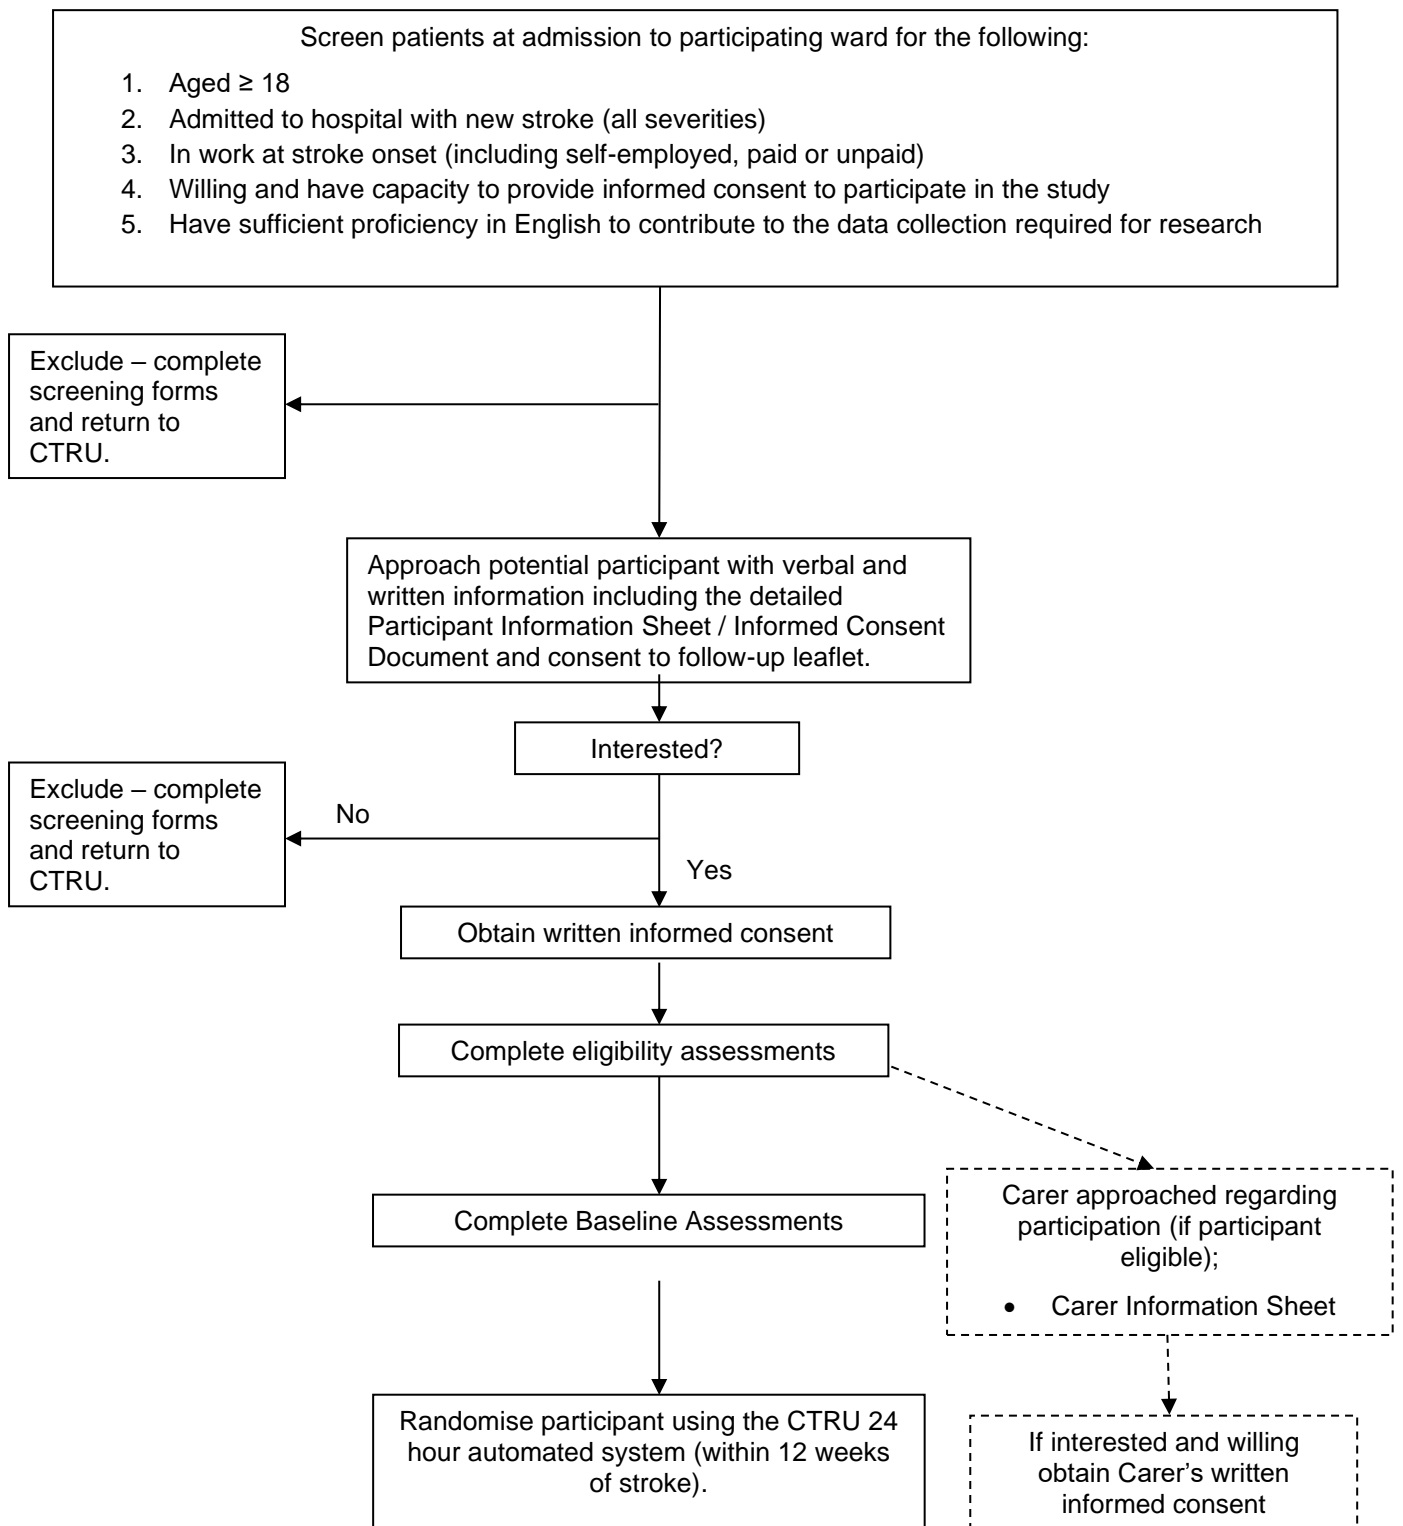 Screen patients at admission to participating ward for the following:
1. Aged ≥ 18
2. Admitted to hospital with new stroke (all severities)
3. In work at stroke onset (including self-employed, paid or unpaid)
4. Willing and have capacity to provide informed consent to participate in the study
5. Have sufficient proficiency in English to contribute to the data collection required for research
Exclude – complete
screening forms
and return to
CTRU.
Approach potential participant with verbal and
written information including the detailed
Participant Information Sheet / Informed Consent
Document and consent to follow-up leaflet.
Interested?
Exclude – complete
screening forms
and return to
CTRU.
No
Yes
Obtain written informed consent
Complete eligibility assessments
Complete Baseline Assessments
Carer approached regarding
participation (if participant
eligible);
• Carer Information Sheet
Randomise participant using the CTRU 24
hour automated system (within 12 weeks
of stroke).
If interested and willing
obtain Carer's written
informed consent